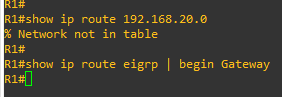 R1#
R1#show ip route 192.168.20.0
% Network not in table
R1#
R1#show ip route eigrp | begin Gateway
R1#